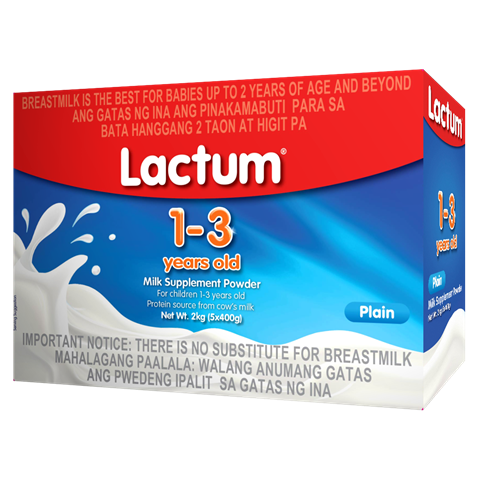 BREASTMILK IS THE BEST FOR BABIES UP TO 2 YEARS OF AGE AND BEYOND
ANG GATAS NG INA ANG PINAKAMABUTI PARA SA
BATA HANGGANG 2 TAON AT HIGIT PA
Lactum®
1-3
years old
Milk Supplement Powder
For children 1-3 years old
Protein source from cow's milk
Net Wt. 2kg (5x400g)
Plain
IMPORTANT NOTICE: THERE IS NO SUBSTITUTE FOR BREASTMILK
MAHALAGANG PAALALA: WALANG ANUMANG GATAS
ANG PWEDENG IPALIT SA GATAS NG INA
Lactum
1-3
years old
Plain
Milk Supplement Powder